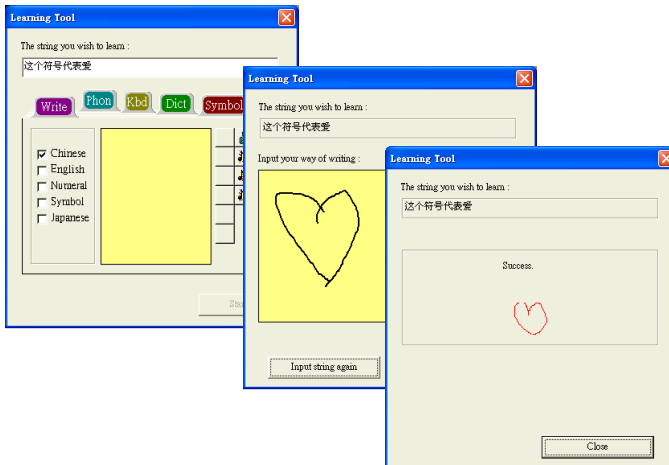 Learning Tool
The string you wish to learn :
这个符号代表爱
Write Phon Kbd Dict Symbol
Chinese
English
Numeral
Symbol
Japanese
Learning Tool
The string you wish to learn :
这个符号代表爱
Input your way of writing :
Input string again
Learning Tool
The string you wish to learn :
这个符号代表爱
Success.
Close